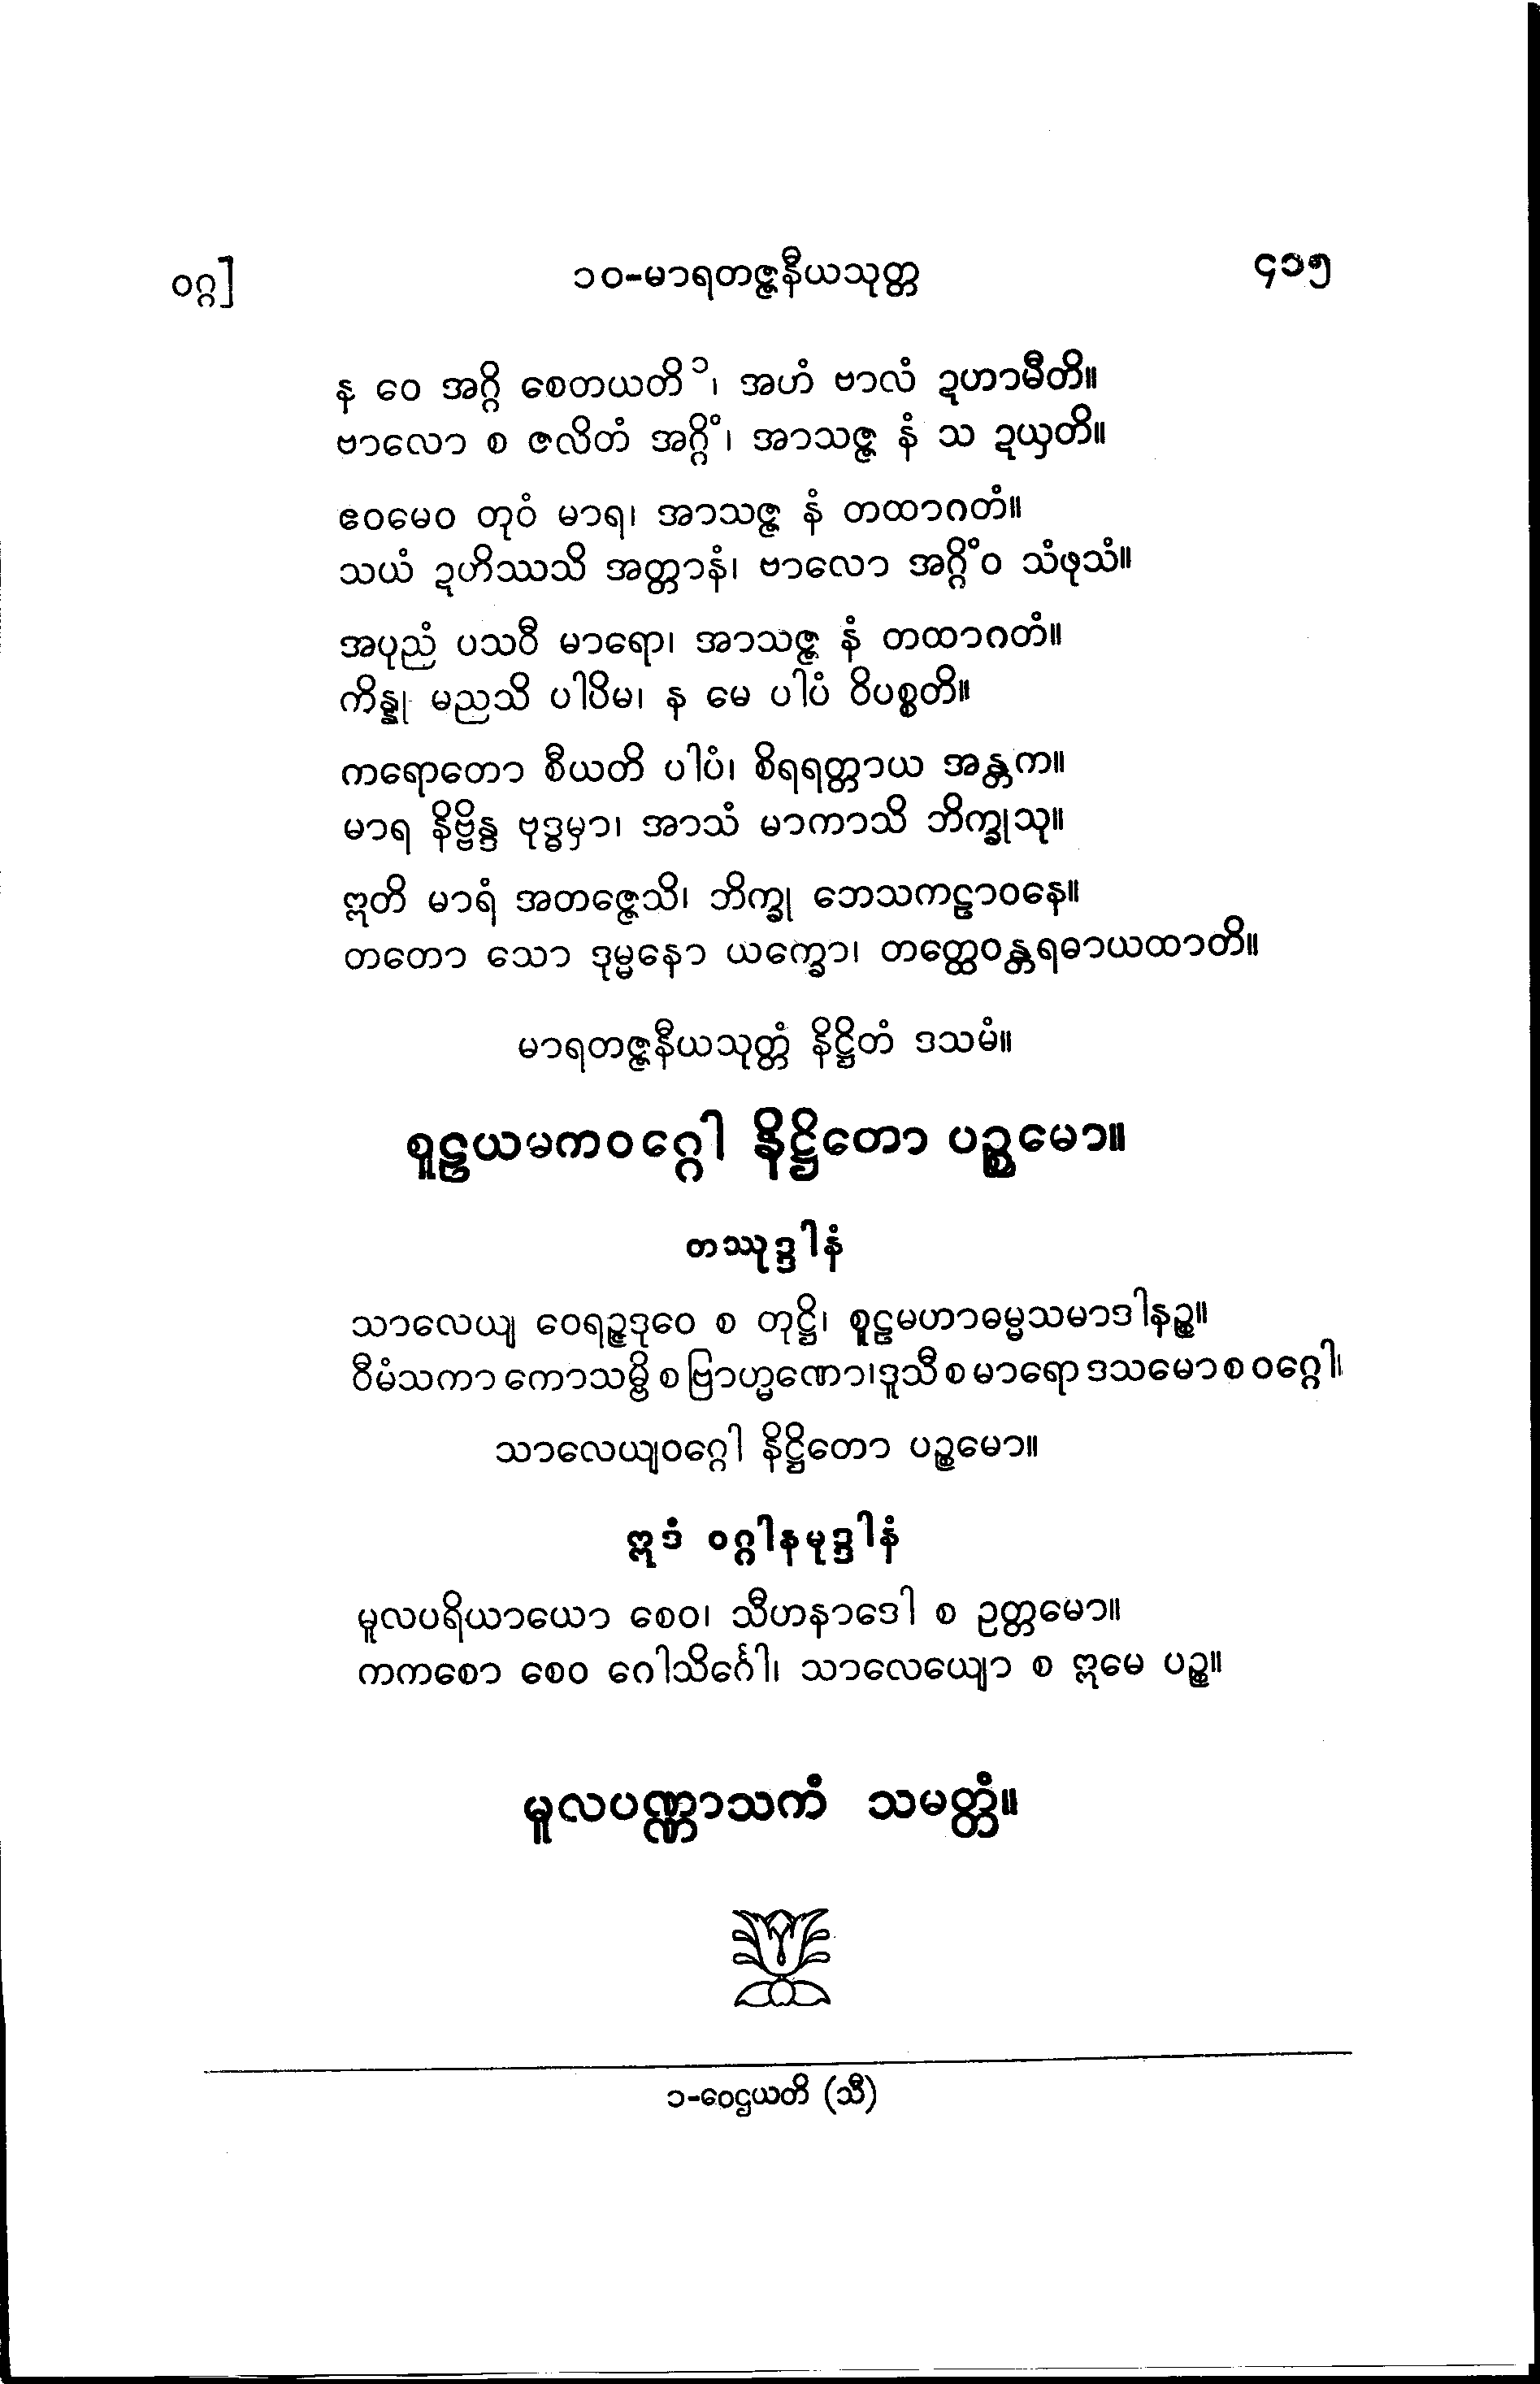 ဝဂ္ဂ]
၁၀-မာရတဇ္ဇနီယသုတ္တ
၄၁၅
န ဝေ အဂ္ဂိ စေတယတိ၁၊ အဟံ ဗာလံ ဍဟာမီတိ။
ဗာလော စ ဇလိတံ အဂ္ဂိံ၊ အာသဇ္ဇ နံ သ ဍယှတိ။
ဧဝမေဝ တုဝံ မာရ၊ အာသဇ္ဇ နံ တထာဂတံ။
သယံ ဍဟိဿသိ အတ္တာနံ၊ ဗာလော အဂ္ဂိံဝ သံဖုသံ။
အပုညံ ပသဝီ မာရော၊ အာသဇ္ဇ နံ တထာဂတံ။
ကိန္နု မညသိ ပါပိမ၊ န မေ ပါပံ ဝိပစ္စတိ။
ကရောတော စီယတိ ပါပံ၊ စိရရတ္တာယ အန္တက။
မာရ နိဗ္ဗိန္ဒ ဗုဒ္ဓမှာ၊ အာသံ မာကာသိ ဘိက္ခုသု။
ဣတိ မာရံ အတဇ္ဇေသိ၊ ဘိက္ခု ဘေသကဠာဝနေ။
တတော သော ဒုမ္မနော ယက္ခော၊ တတ္ထေဝန္တရဓာယထာတိ။
မာရတဇ္ဇနီယသုတ္တံ နိဋ္ဌိတံ ဒသမံ။
စူဠယမကဝဂ္ဂေါ နိဋ္ဌိတော ပဉ္စမော။
တဿုဒ္ဒါနံ
သာလေယျ ဝေရဉ္ဇဒုဝေ စ တုဋ္ဌိ၊ စူဠမဟာဓမ္မသမာဒါနဉ္စ။
ဝီမံသကာ ကောသမ္ဗိ စ ဗြာဟ္မဏော၊ ဒူသီ စ မာရော ဒသမော စ ဝဂ္ဂေါ၊
သာလေယျဝဂ္ဂေါ နိဋ္ဌိတော ပဉ္စမော။
ဣဒံ ဝဂ္ဂါနမုဒ္ဒါနံ
မူလပရိယာယော စေဝ၊ သီဟနာဒေါ စ ဥတ္တမော။
ကကစော စေဝ ဂေါသိင်္ဂေါ၊ သာလေယျော စ ဣမေ ပဉ္စ။
မူလပဏ္ဏာသကံ သမတ္တံ။
၁-ဝေဌယတိ (သီ)